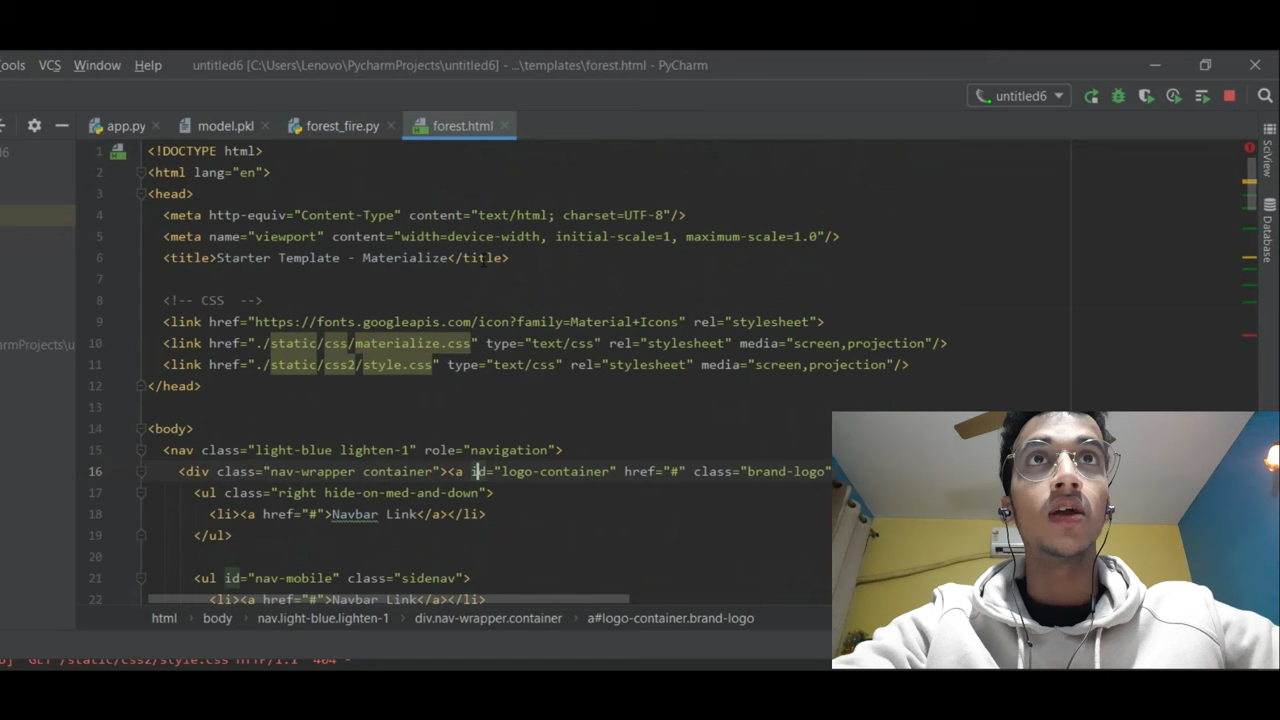 ools VCS Window Help untitled6 [C:\Users\Lenovo\PycharmProjects\untitled6] - ...\templates\forest.html - PyCharm
untitled6
app.py model.pkl forest_fire.py forest.html
1 <!DOCTYPE html>
2 <html lang="en">
3 <head>
4 <meta http-equiv="Content-Type" content="text/html; charset=UTF-8"/>
5 <meta name="viewport" content="width=device-width, initial-scale=1, maximum-scale=1.0"/>
6 <title>Starter Template - Materialize</title>
7
8 <!-- CSS -->
9 <link href="https://fonts.googleapis.com/icon?family=Material+Icons" rel="stylesheet">
10 <link href="./static/css/materialize.css" type="text/css" rel="stylesheet" media="screen,projection"/>
11 <link href="./static/css2/style.css" type="text/css" rel="stylesheet" media="screen,projection"/>
12 </head>
13
14 <body>
15 <nav class="light-blue lighten-1" role="navigation">
16 <div class="nav-wrapper container"><a id="logo-container" href="#" class="brand-logo"
17 <ul class="right hide-on-med-and-down">
18 <li><a href="#">Navbar Link</a></li>
19 </ul>
20
21 <ul id="nav-mobile" class="sidenav">
22 <li><a href="#">Navbar Link</a></li>
html body nav.light-blue.lighten-1 div.nav-wrapper.container a#logo-container.brand-logo
] "GET /static/css2/style.css HTTP/1.1" 404 -
6
armProjects\u
SciView
Database